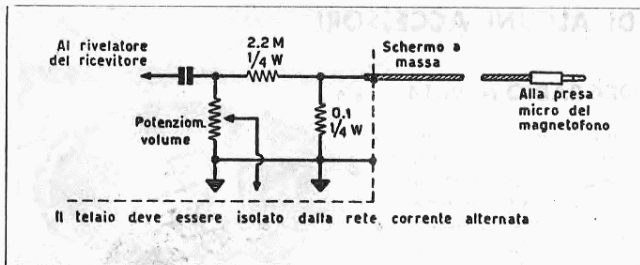 Al rivelatore
del ricevitore
2.2 M
1/4 W
Schermo a
massa
Potenziom.
volume
0.1
1/4 W
Alla presa
micro del
magnetofono
Il telaio deve essere isolato dalla rete corrente alternata